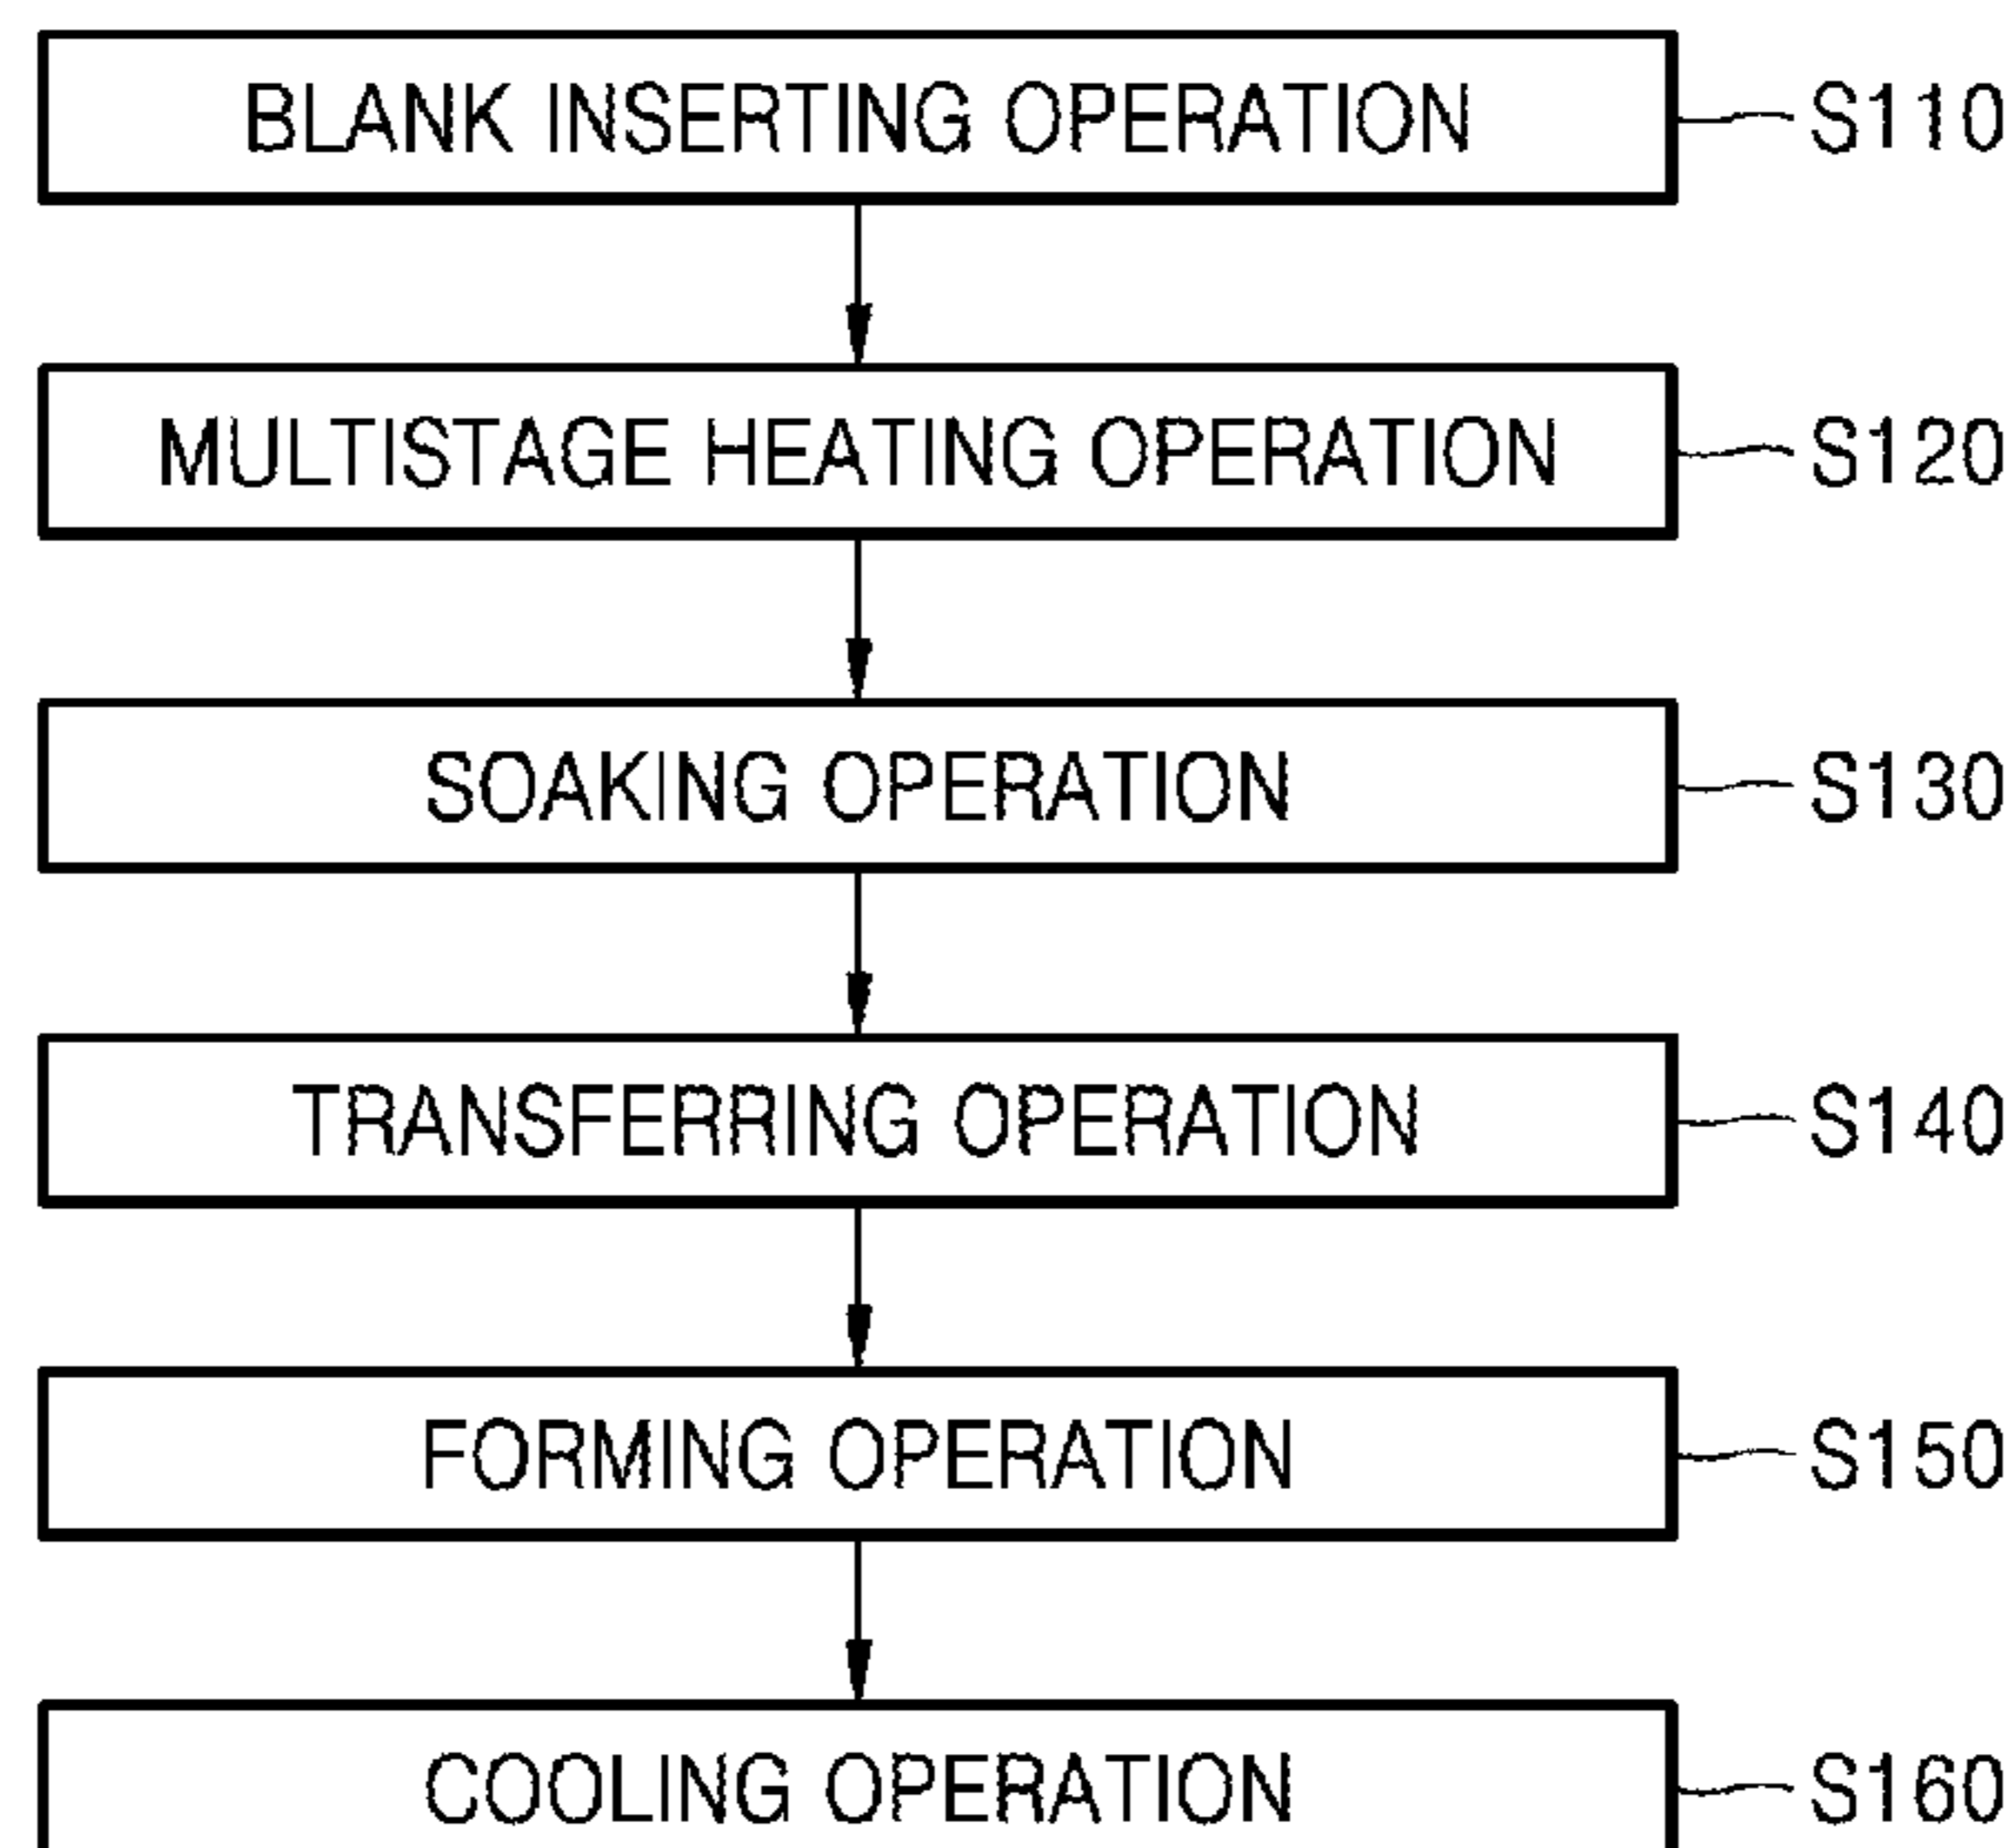 BLANK INSERTING OPERATION S110
MULTISTAGE HEATING OPERATION S120
SOAKING OPERATION S130
TRANSFERRING OPERATION S140
FORMING OPERATION S150
COOLING OPERATION S160